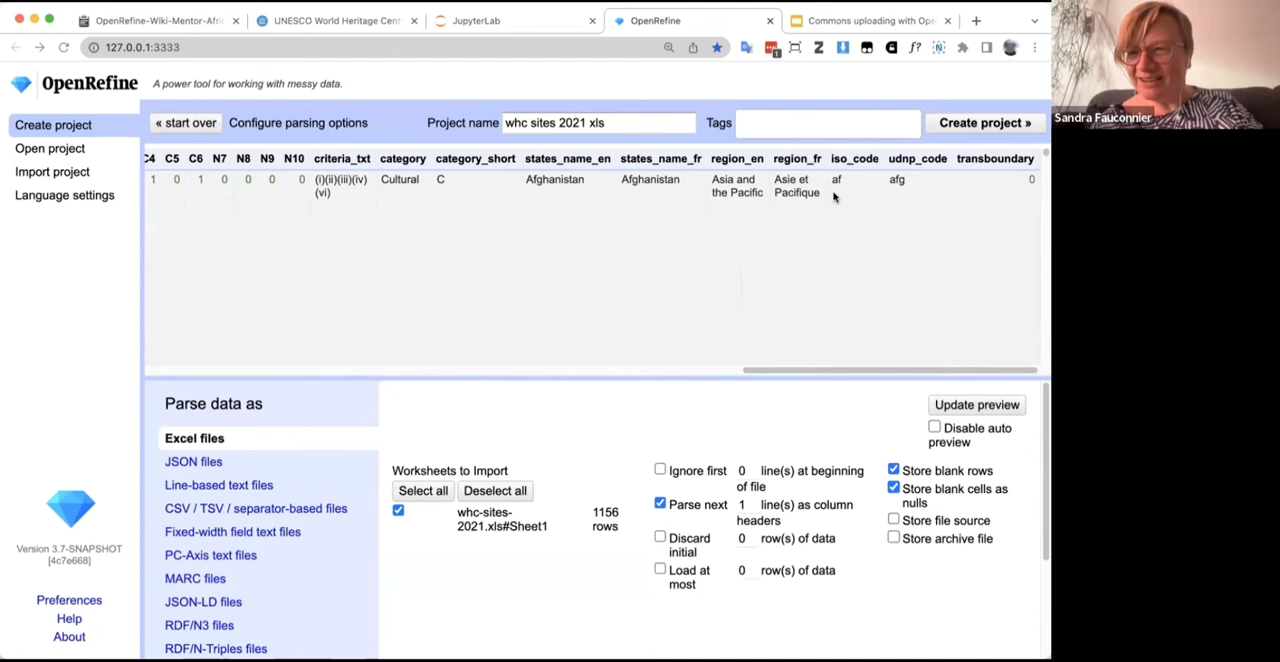 OpenRefine-Wiki-Mentor-Afric
UNESCO World Heritage Cent
JupyterLab
OpenRefine
Commons uploading with Ope
127.0.0.1:3333
OpenRefine A power tool for working with messy data.
Create project
Open project
Import project
Language settings
« start over Configure parsing options Project name whc sites 2021 xls Tags Create project »
C4 C5 C6 N7 N8 N9 N10 criteria_txt category category_short states_name_en states_name_fr region_en region_fr iso_code udnp_code transboundary
1 0 1 0 0 0 0 (i)(ii)(iii)(iv) Cultural C Afghanistan Afghanistan Asia and Asie et af afg 0
(vi) the Pacific Pacifique
Sandra Fauconnier
Parse data as
Excel files
JSON files
Line-based text files
CSV / TSV / separator-based files
Fixed-width field text files
PC-Axis text files
MARC files
JSON-LD files
RDF/N3 files
RDF/N-Triples files
Worksheets to Import
Select all Deselect all
whc-sites- 1156
2021.xls#Sheet1 rows
Update preview
Disable auto
preview
Ignore first 0 line(s) at beginning
of file
Parse next 1 line(s) as column
headers
Discard 0 row(s) of data
initial
Load at 0 row(s) of data
most
Store blank rows
Store blank cells as
nulls
Store file source
Store archive file
Version 3.7-SNAPSHOT
[4c7e668]
Preferences
Help
About